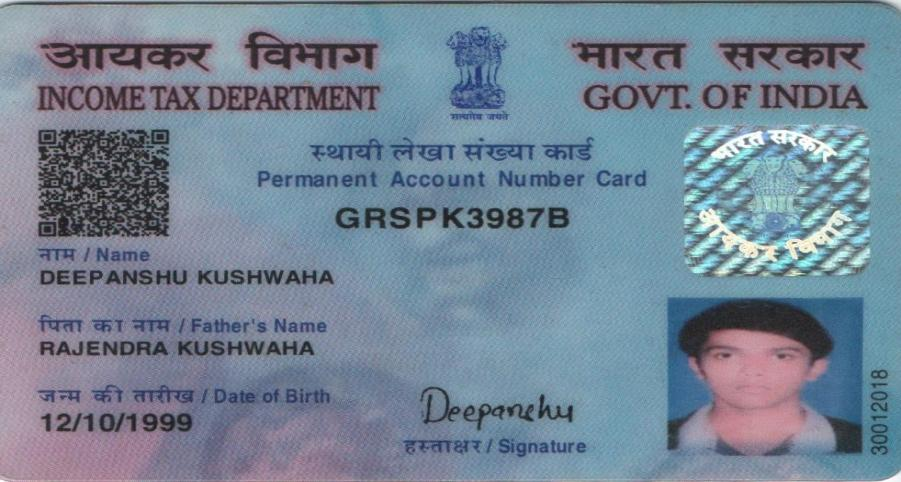 आयकर विभाग
INCOME TAX DEPARTMENT
सत्यमेव जयते
भारत सरकार
GOVT. OF INDIA
स्थायी लेखा संख्या कार्ड
Permanent Account Number Card
GRSPK3987B
भारत सरकार
आयकर विभाग
नाम / Name
DEEPANSHU KUSHWAHA
पिता का नाम / Father's Name
RAJENDRA KUSHWAHA
जन्म की तारीख / Date of Birth
12/10/1999
Deepanshu
हस्ताक्षर / Signature
30012018